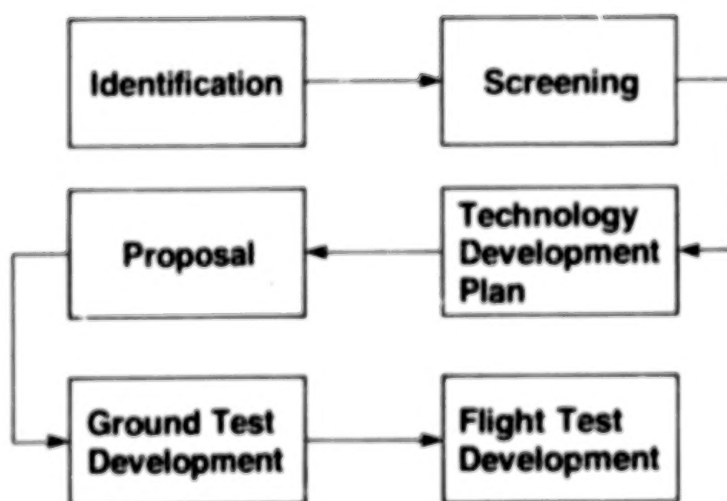 Identification
Screening
Technology
Development
Plan
Proposal
Ground Test
Development
Flight Test
Development